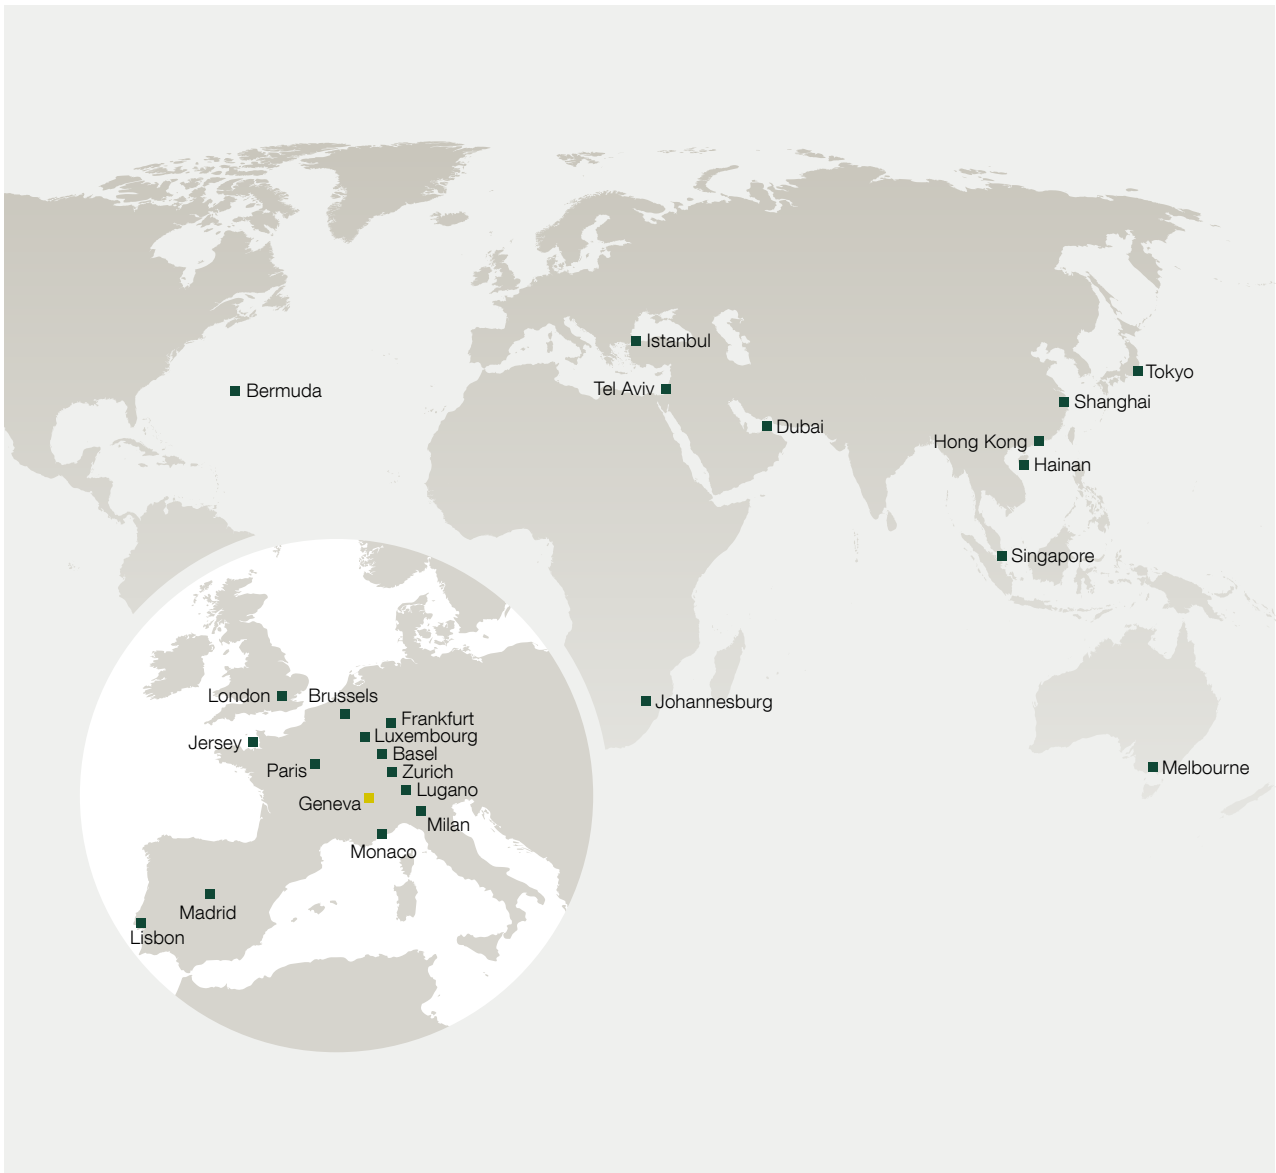 Istanbul
Tokyo
Bermuda
Tel Aviv
Shanghai
Dubai
Hong Kong
Hainan
Singapore
London
Brussels
Johannesburg
Frankfurt
Luxembourg
Jersey
Basel
Paris
Zurich
Melbourne
Lugano
Geneva
Milan
Monaco
Madrid
Lisbon